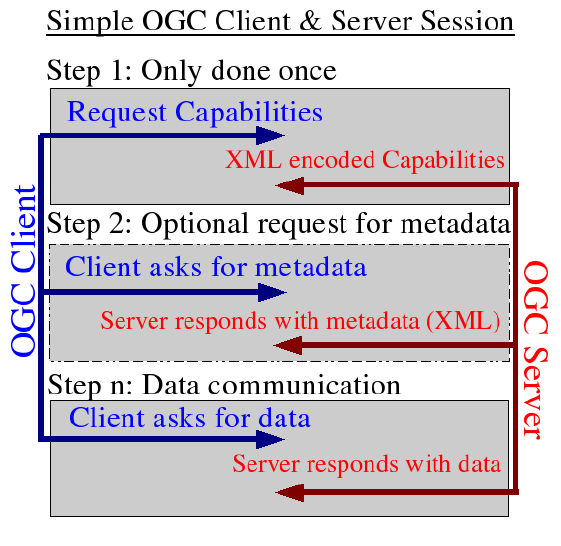 Simple OGC Client & Server Session
Step 1: Only done once
Request Capabilities
XML encoded Capabilities
Step 2: Optional request for metadata
Client asks for metadata
Server responds with metadata (XML)
Step n: Data communication
Client asks for data
Server responds with data
OGC Client
OGC Server